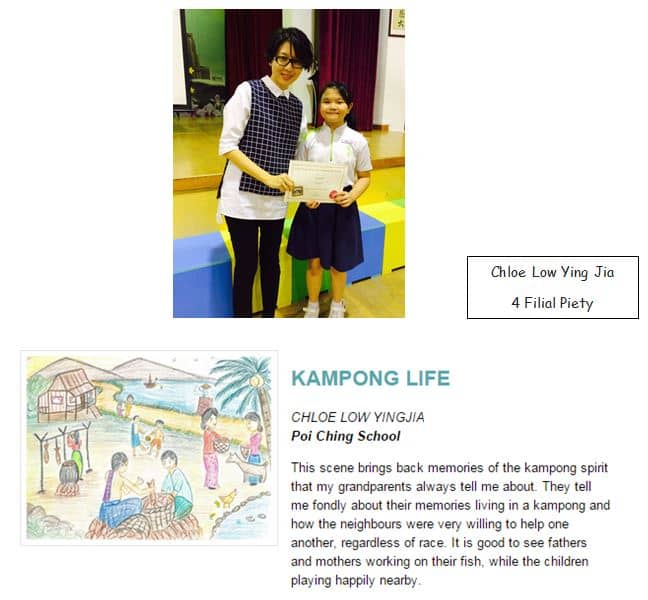 Chloe Low Ying Jia
4 Filial Piety
KAMPONG LIFE
CHLOE LOW YINGJIA
Poi Ching School
This scene brings back memories of the kampong spirit
that my grandparents always tell me about. They tell
me fondly about their memories living in a kampong and
how the neighbours were very willing to help one
another, regardless of race. It is good to see fathers
and mothers working on their fish, while the children
playing happily nearby.